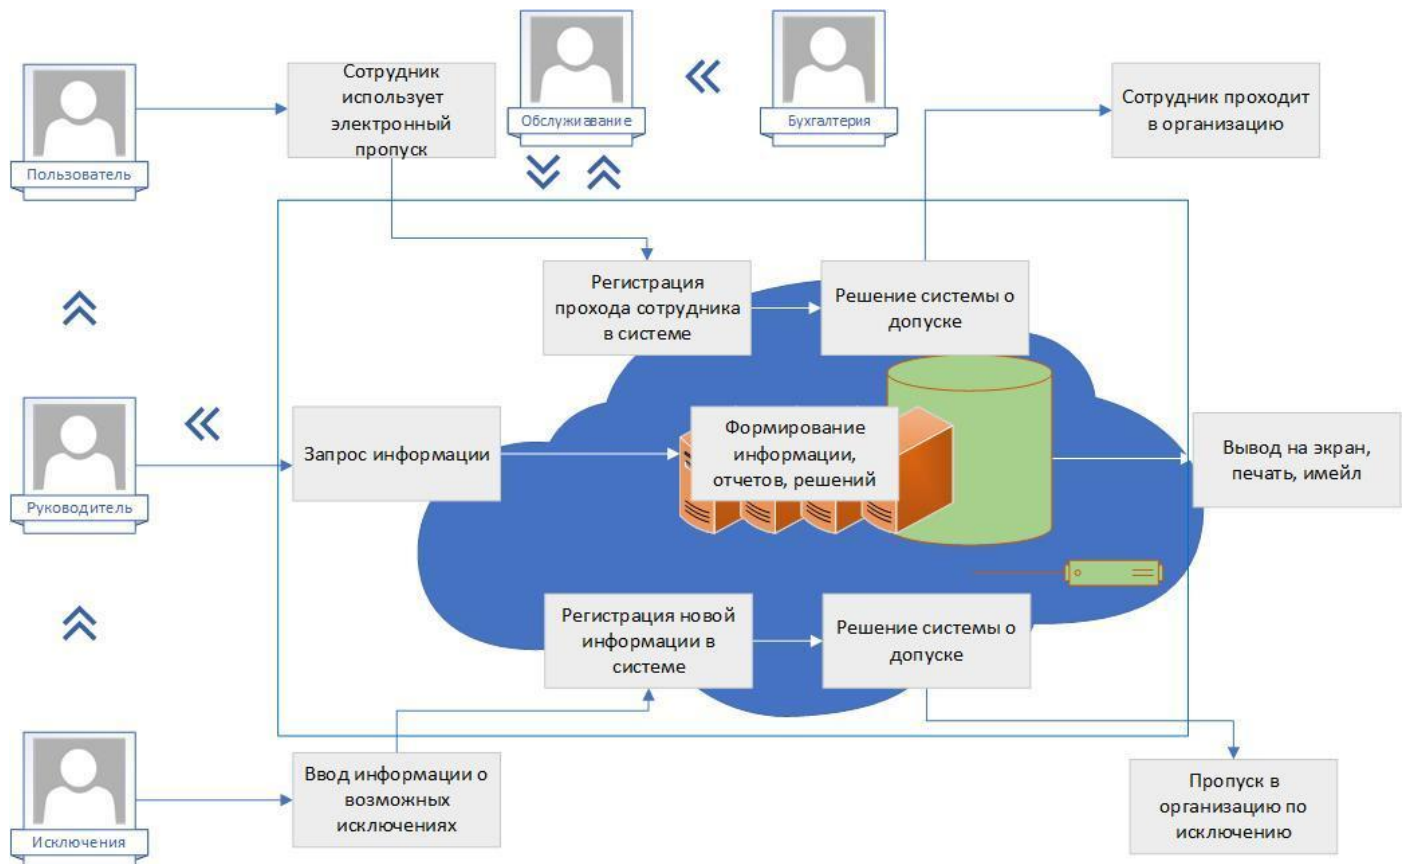 Пользователь
Сотрудник
использует
электронный
пропуск
Обслуживание
Бухгалтерия
Сотрудник проходит
в организацию
Регистрация
прохода сотрудника
в системе
Решение системы о
допуске
Руководитель
Запрос информации
Формирование
информации,
отчетов, решений
Вывод на экран,
печать, имейл
Регистрация новой
информации в
системе
Решение системы о
допуске
Исключения
Ввод информации о
возможных
исключениях
Пропуск в
организацию по
исключению